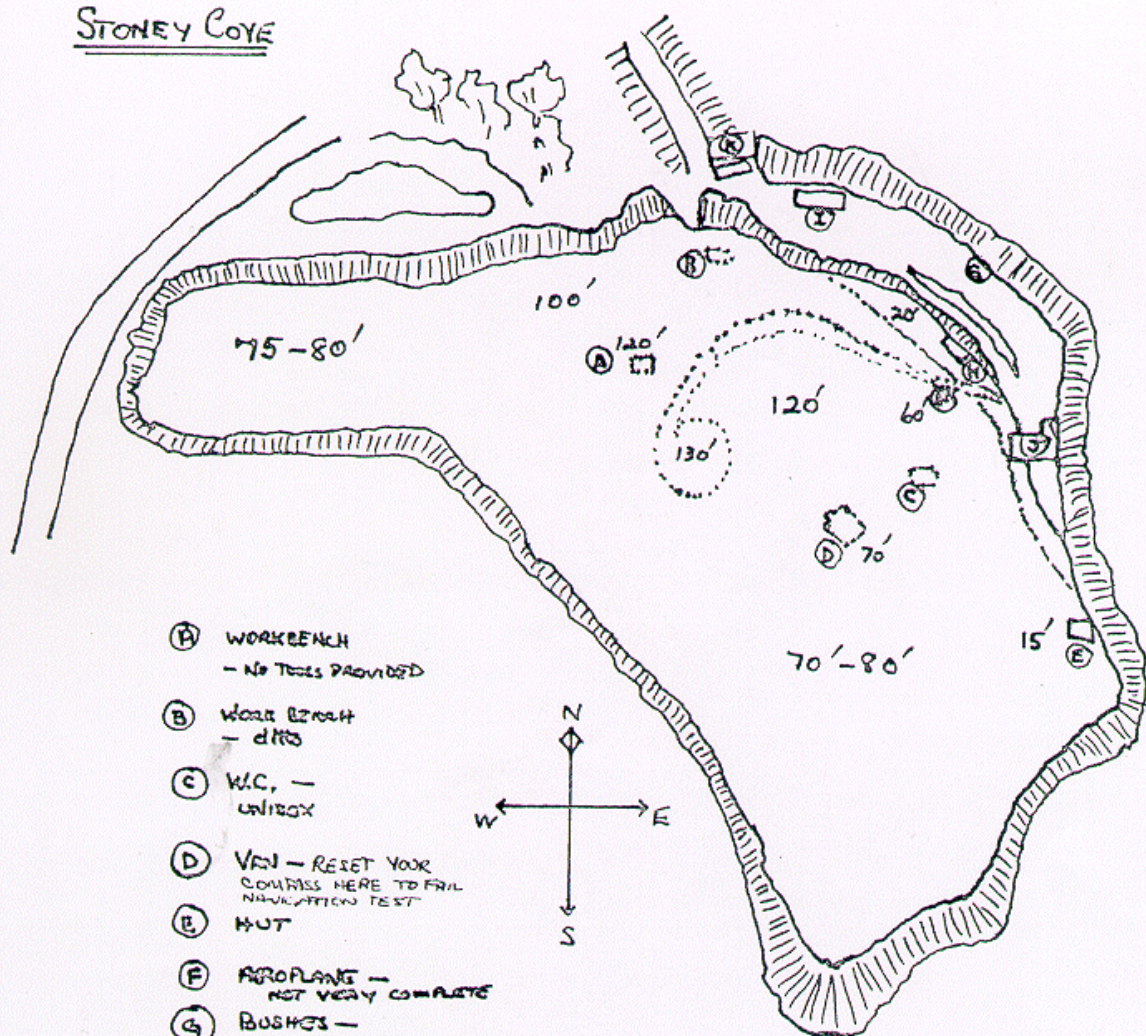 STONEY COVE
K
I
B
G
100'
20'
75-80'
120'
A
H
120'
60'
130'
J
C
D
70'
15'
E
70'-80'
A WORKBENCH
- NO TOOLS PROVIDED
B WORK BENCH
- DITTO
C W.C. -
UNISEX
D VAN - RESET YOUR
COMPASS HERE TO FAIL
NAVIGATION TEST
E HUT
F AEROPLANE -
NOT VERY COMPLETE
G BUSHES -
N
W
E
S